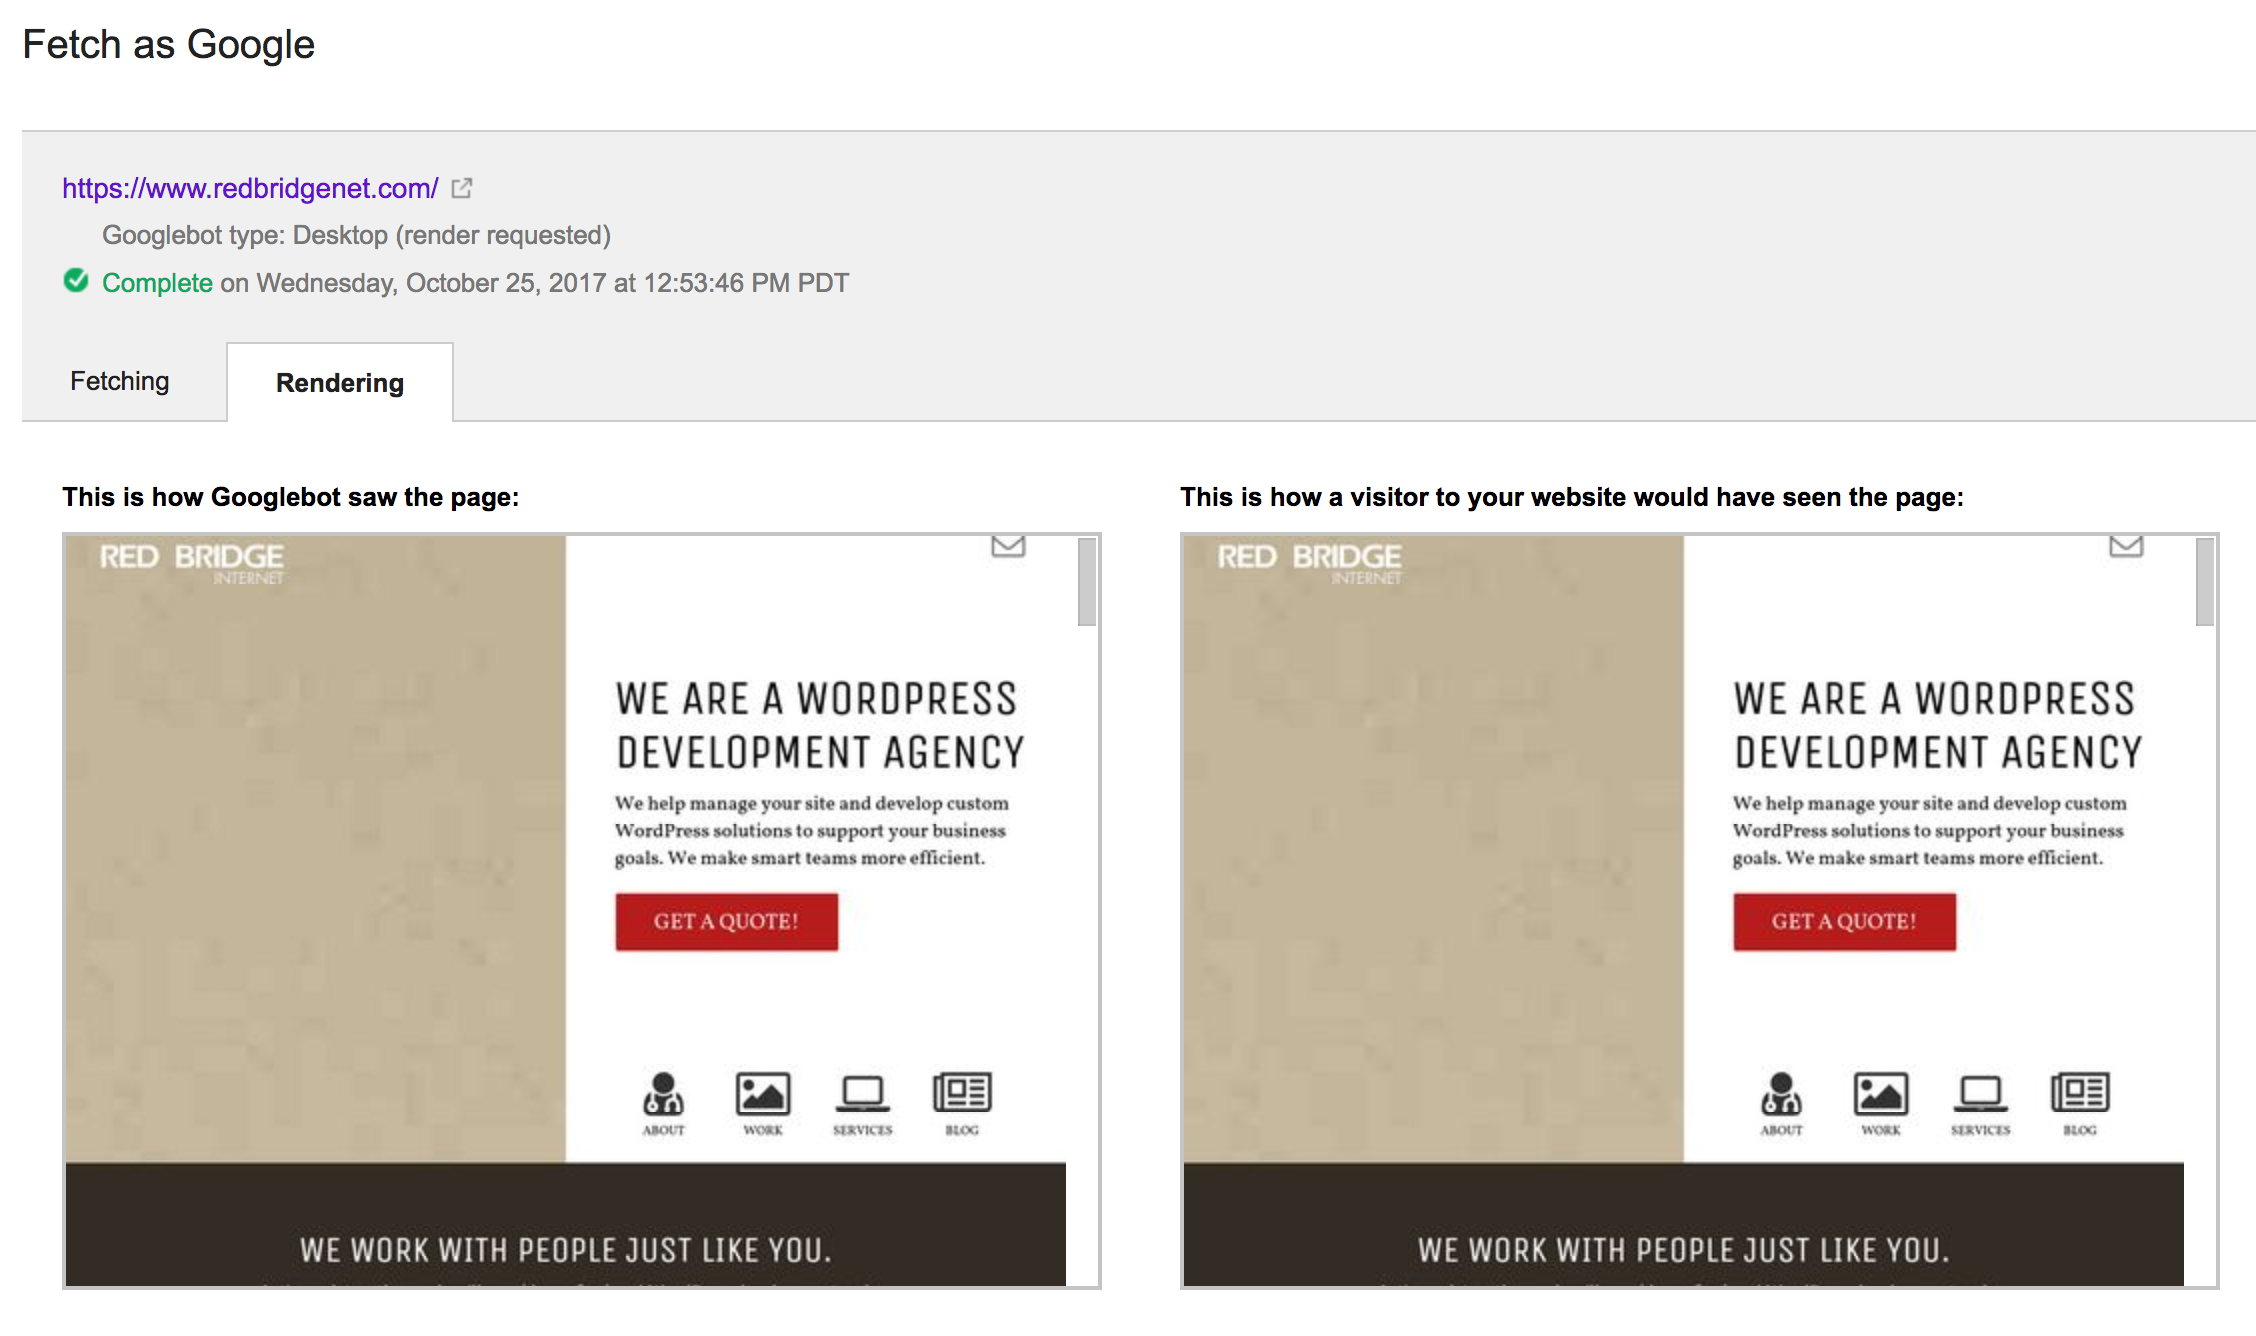 Fetch as Google
https://www.redbridgenet.com/
Googlebot type: Desktop (render requested)
Complete on Wednesday, October 25, 2017 at 12:53:46 PM PDT
Fetching
Rendering
This is how Googlebot saw the page:
RED BRIDGE
INTERNET
WE ARE A WORDPRESS
DEVELOPMENT AGENCY
We help manage your site and develop custom
WordPress solutions to support your business
goals. We make smart teams more efficient.
GET A QUOTE!
ABOUT
WORK
SERVICES
BLOG
WE WORK WITH PEOPLE JUST LIKE YOU.
This is how a visitor to your website would have seen the page:
RED BRIDGE
INTERNET
WE ARE A WORDPRESS
DEVELOPMENT AGENCY
We help manage your site and develop custom
WordPress solutions to support your business
goals. We make smart teams more efficient.
GET A QUOTE!
ABOUT
WORK
SERVICES
BLOG
WE WORK WITH PEOPLE JUST LIKE YOU.